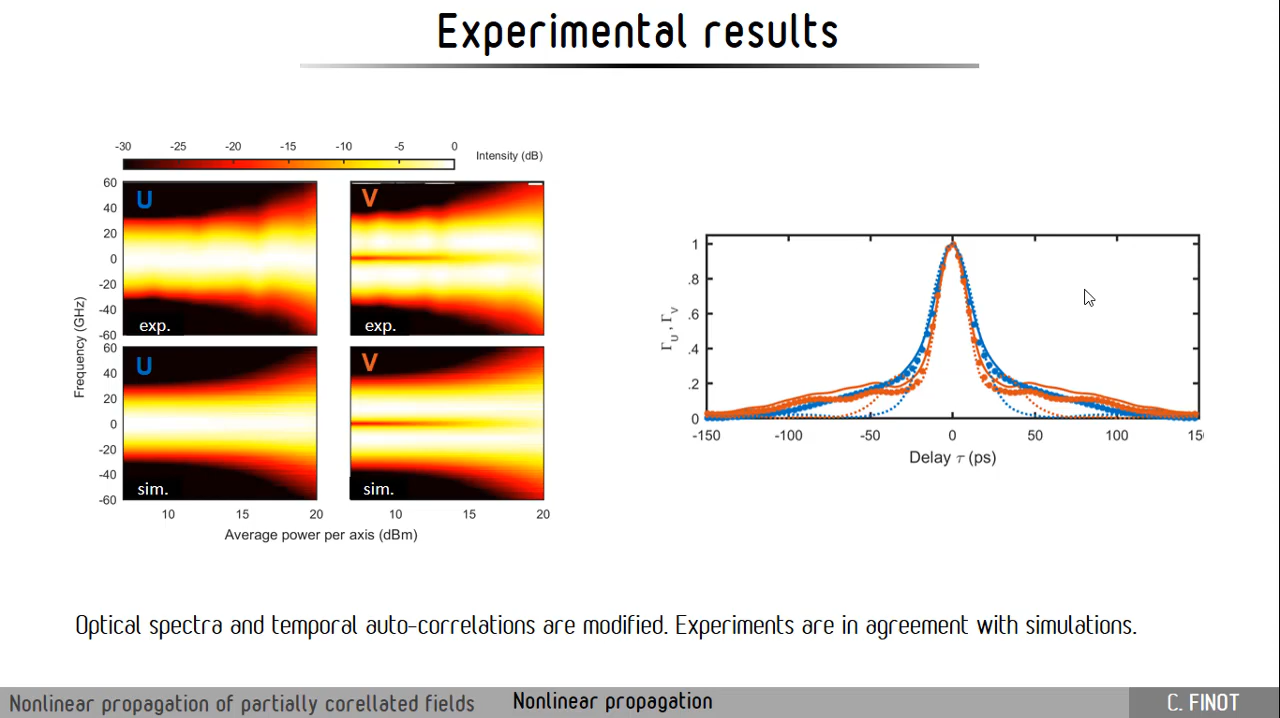 Experimental results
-30 -25 -20 -15 -10 -5 0
Intensity (dB)
60 40 20 0 -20 -40 -60
U
exp.
V
exp.
Frequency (GHz)
60 40 20 0 -20 -40 -60
U
sim.
V
sim.
10 15 20
10 15 20
Average power per axis (dBm)
1 .8 .6 .4 .2 0
Γ_U , Γ_V
-150 -100 -50 0 50 100 15
Delay τ (ps)
Optical spectra and temporal auto-correlations are modified. Experiments are in agreement with simulations.
Nonlinear propagation of partially corellated fields
Nonlinear propagation
C. FINOT